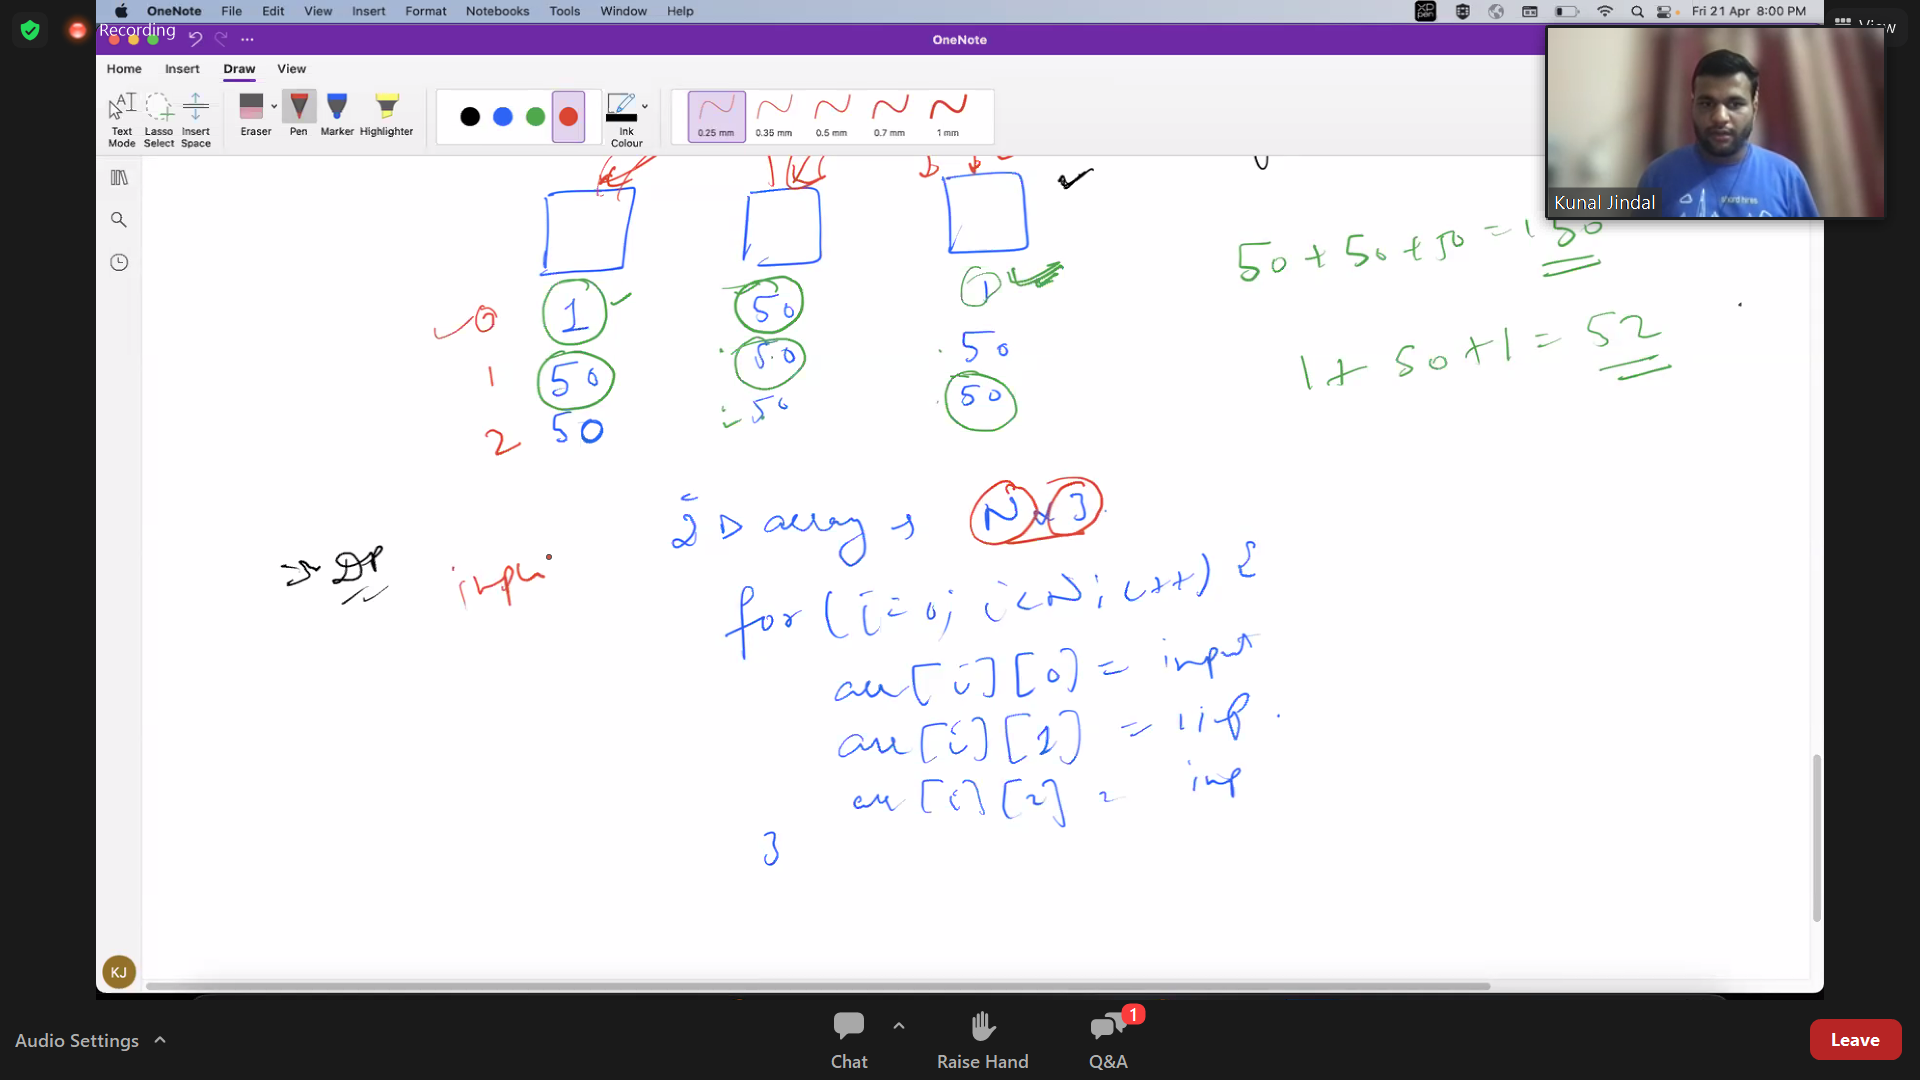 OneNote File Edit View Insert Format Notebooks Tools Window Help Fri 21 Apr 8:00 PM
Recording
View
OneNote
Home Insert Draw View
Text Mode Lasso Select Insert Space Eraser Pen Marker Highlighter Ink Colour 0.25 mm 0.35 mm 0.5 mm 0.7 mm 1 mm
Kunal Jindal
50 + 50 + 50 = 150
0 1 50 1
1 + 50 + 1 = 52
1 50 50 50
2 50 50 50
2D array N x 3
DP inpu
for (i=0; i<N; i++) {
arr[i][0] = input
arr[i][1] = inp
arr[i][2] = inp
}
KJ
Audio Settings Chat Raise Hand Q&A 1 Leave